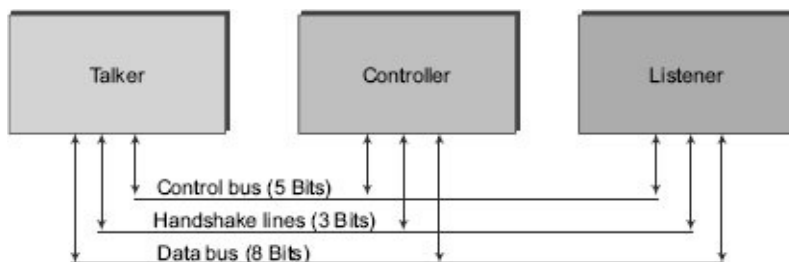 Talker
Controller
Listener
Control bus (5 Bits)
Handshake lines (3 Bits)
Data bus (8 Bits)